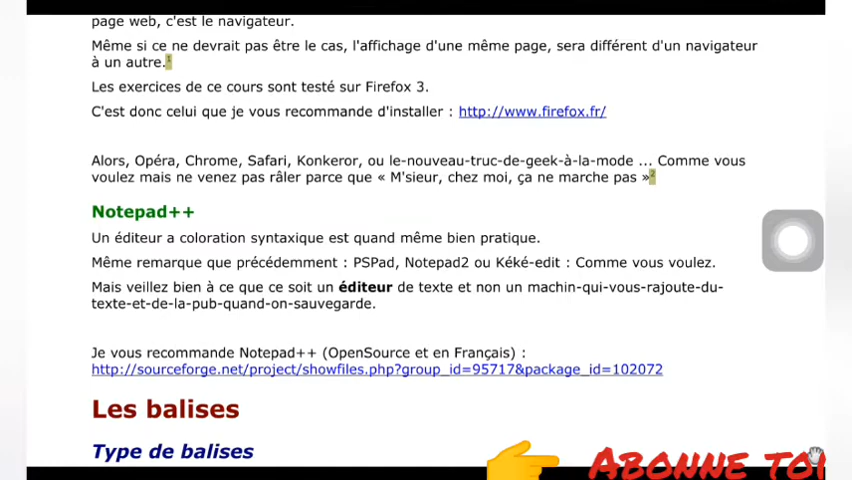 page web, c'est le navigateur.
Même si ce ne devrait pas être le cas, l'affichage d'une même page, sera différent d'un navigateur
à un autre.1
Les exercices de ce cours sont testé sur Firefox 3.
C'est donc celui que je vous recommande d'installer : http://www.firefox.fr/
Alors, Opéra, Chrome, Safari, Konkeror, ou le-nouveau-truc-de-geek-à-la-mode ... Comme vous
voulez mais ne venez pas râler parce que « M'sieur, chez moi, ça ne marche pas »2
Notepad++
Un éditeur a coloration syntaxique est quand même bien pratique.
Même remarque que précédemment : PSPad, Notepad2 ou Kéké-edit : Comme vous voulez.
Mais veillez bien à ce que ce soit un éditeur de texte et non un machin-qui-vous-rajoute-du-
texte-et-de-la-pub-quand-on-sauvegarde.
Je vous recommande Notepad++ (OpenSource et en Français) :
http://sourceforge.net/project/showfiles.php?group_id=95717&package_id=102072
Les balises
Type de balises
ABONNE TOI